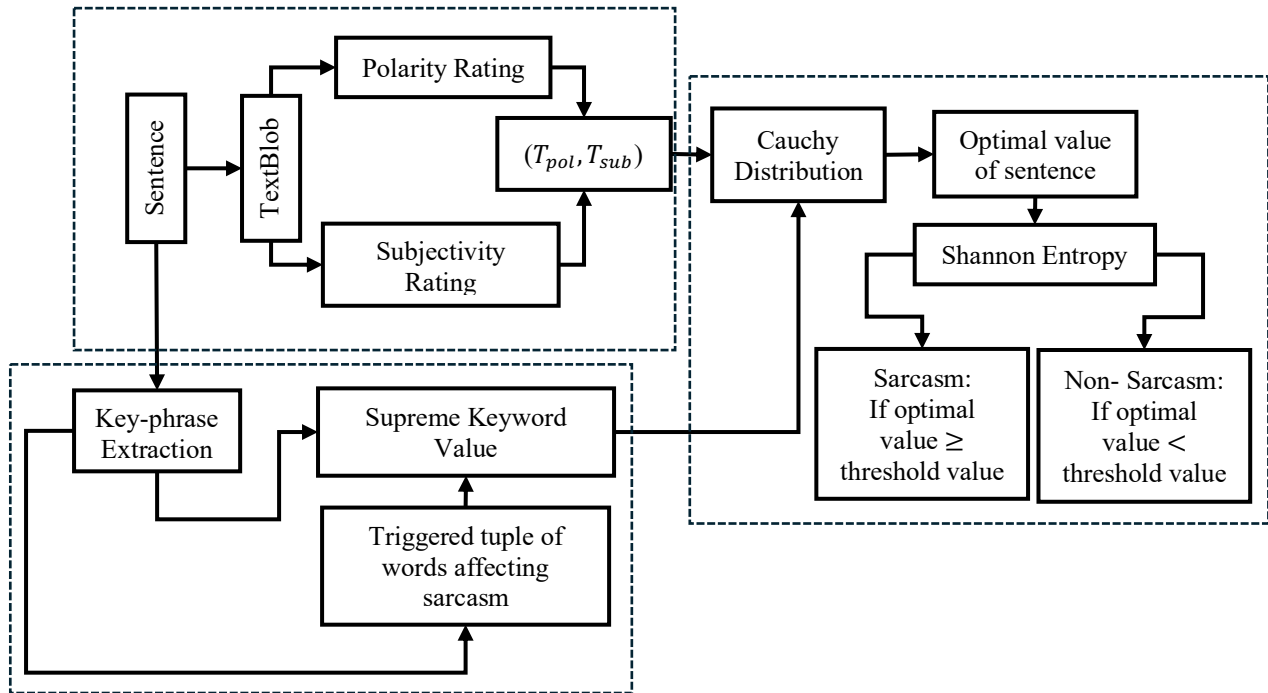 Sentence
TextBlob
Polarity Rating
Subjectivity
Rating
(T_pol, T_sub)
Cauchy
Distribution
Optimal value
of sentence
Shannon Entropy
Sarcasm:
If optimal
value ≥
threshold value
Non- Sarcasm:
If optimal
value <
threshold value
Key-phrase
Extraction
Supreme Keyword
Value
Triggered tuple of
words affecting
sarcasm